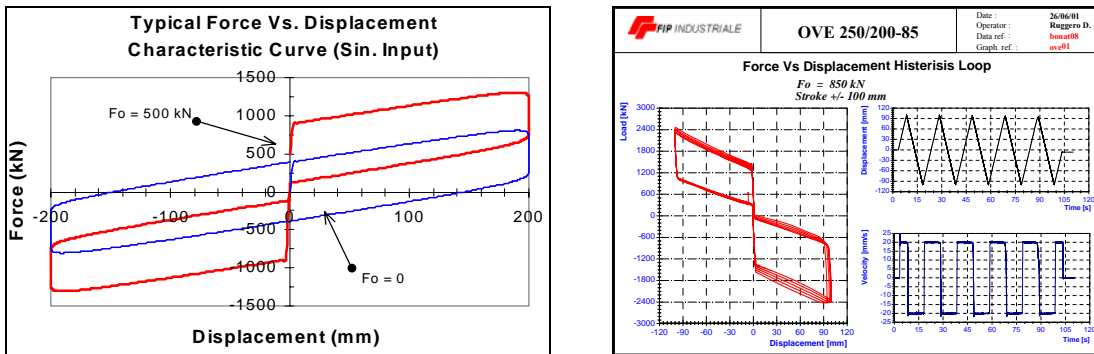 Typical Force Vs. Displacement
Characteristic Curve (Sin. Input)
Force (kN)
1500
1000
500
0
-500
-1000
-1500
-200
-100
0
100
200
Fo = 500 kN
Fo = 0
Displacement (mm)
FIP INDUSTRIALE
OVE 250/200-85
Date : 26/06/01
Operator : Ruggero D.
Data ref. : bonat08
Graph. ref. : ove01
Force Vs Displacement Histerisis Loop
Fo = 850 kN
Stroke +/- 100 mm
Load [kN]
3000
2400
1800
1200
600
0
-600
-1200
-1800
-2400
-3000
-120 -90 -60 -30 0 30 60 90 120
Displacement [mm]
Displacement [mm]
120
90
60
30
0
-30
-60
-90
-120
0 15 30 45 60 75 90 105 120
Time [s]
Velocity [mm/s]
25
20
15
10
5
0
-5
-10
-15
-20
-25
0 15 30 45 60 75 90 105 120
Time [s]